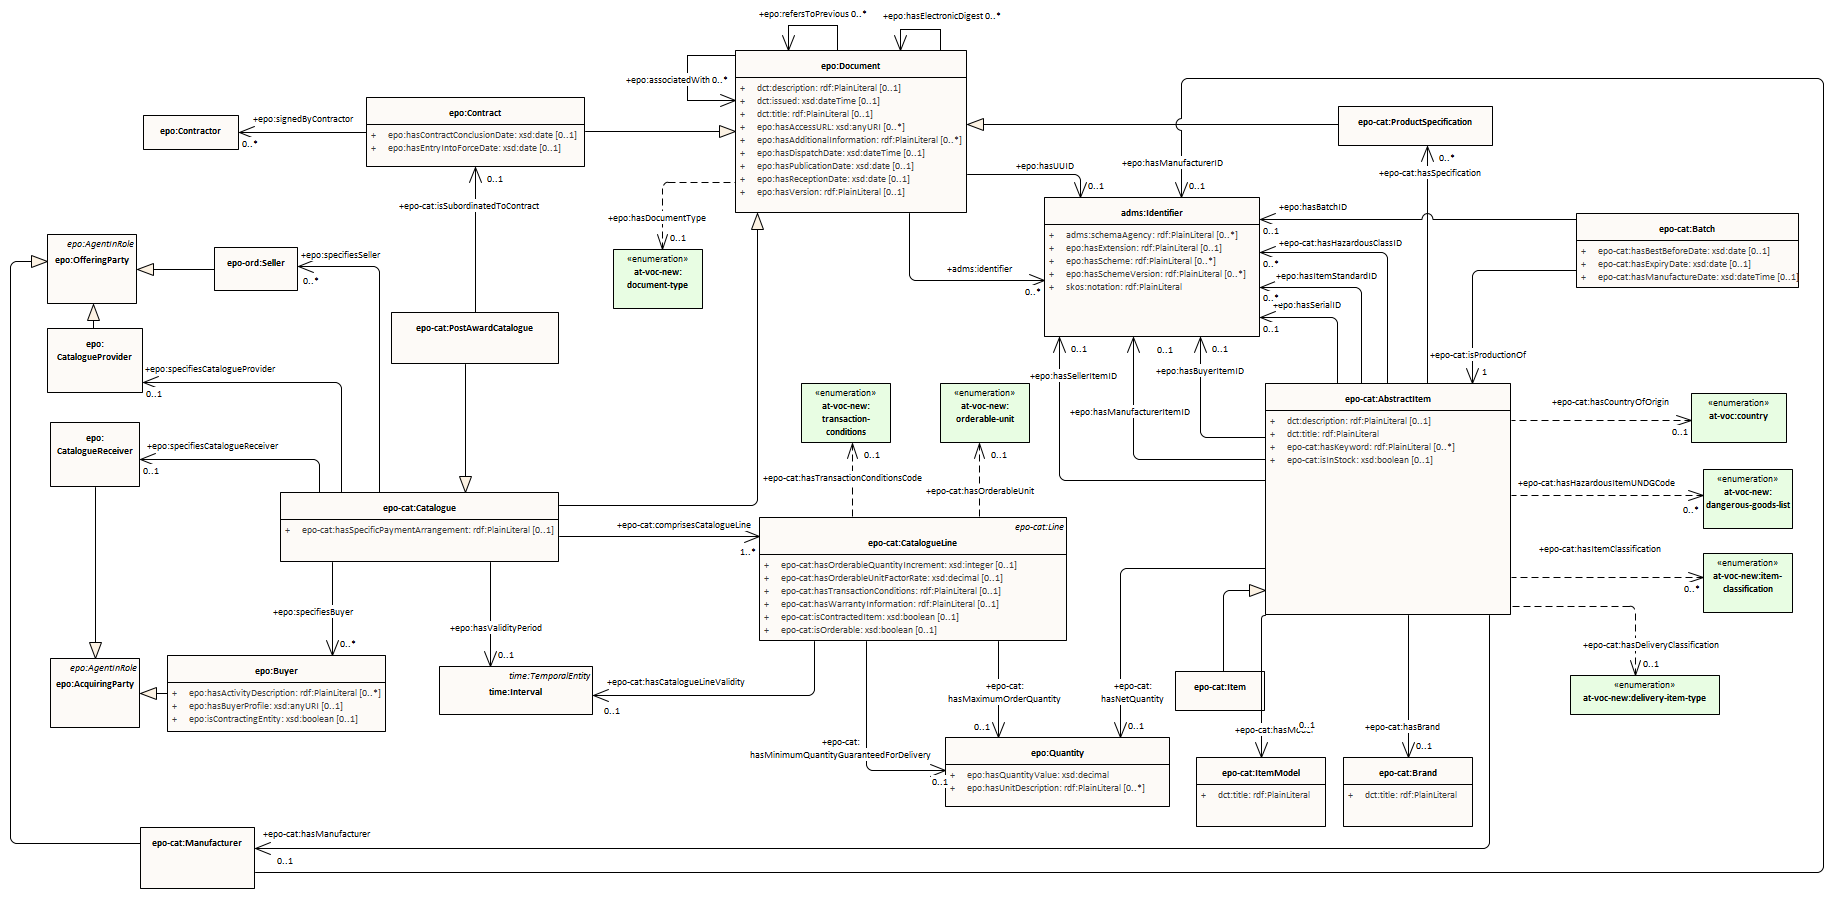 +epo:refersToPrevious 0..*
+epo:hasElectronicDigest 0..*
+epo:associatedWith 0..*
epo:Document
+ dct:description: rdf:PlainLiteral [0..1]
+ dct:issued: xsd:dateTime [0..1]
+ dct:title: rdf:PlainLiteral [0..1]
+ epo:hasAccessURL: xsd:anyURI [0..*]
+ epo:hasAdditionalInformation: rdf:PlainLiteral [0..*]
+ epo:hasDispatchDate: xsd:dateTime [0..1]
+ epo:hasPublicationDate: xsd:date [0..1]
+ epo:hasReceptionDate: xsd:date [0..1]
+ epo:hasVersion: rdf:PlainLiteral [0..1]
epo:Contractor
+epo:signedByContractor
0..*
epo:Contract
+ epo:hasContractConclusionDate: xsd:date [0..1]
+ epo:hasEntryIntoForceDate: xsd:date [0..1]
0..1
+epo-cat:isSubordinatedToContract
epo-cat:ProductSpecification
0..*
+epo-cat:hasSpecification
+epo:hasUUID
0..1
+epo:hasManufacturerID
0..1
+epo:hasDocumentType
0..1
«enumeration»
at-voc-new:
document-type
+adms:identifier
0..*
adms:Identifier
+ adms:schemaAgency: rdf:PlainLiteral [0..*]
+ epo:hasExtension: rdf:PlainLiteral [0..1]
+ epo:hasScheme: rdf:PlainLiteral [0..*]
+ epo:hasSchemeVersion: rdf:PlainLiteral [0..*]
+ skos:notation: rdf:PlainLiteral
+epo:hasBatchID
0..1
+epo-cat:hasHazardousClassID
0..*
+epo:hasItemStandardID
0..*
+epo:hasSerialID
0..1
epo-cat:Batch
+ epo-cat:hasBestBeforeDate: xsd:date [0..1]
+ epo-cat:hasExpiryDate: xsd:date [0..1]
+ epo-cat:hasManufactureDate: xsd:dateTime [0..1]
+epo-cat:isProductionOf
1
epo:AgentInRole
epo:OfferingParty
epo-ord:Seller
+epo:specifiesSeller
0..*
epo-cat:PostAwardCatalogue
epo:
CatalogueProvider
+epo:specifiesCatalogueProvider
0..1
epo:
CatalogueReceiver
+epo:specifiesCatalogueReceiver
0..1
0..1
+epo:hasSellerItemID
0..1
+epo:hasManufacturerItemID
0..1
+epo:hasBuyerItemID
«enumeration»
at-voc-new:
transaction-
conditions
0..1
+epo-cat:hasTransactionConditionsCode
«enumeration»
at-voc-new:
orderable-unit
0..1
+epo-cat:hasOrderableUnit
epo-cat:AbstractItem
+ dct:description: rdf:PlainLiteral [0..1]
+ dct:title: rdf:PlainLiteral
+ epo-cat:hasKeyword: rdf:PlainLiteral [0..*]
+ epo-cat:isInStock: xsd:boolean [0..1]
+epo-cat:hasCountryOfOrigin
0..1
«enumeration»
at-voc:country
+epo-cat:hasHazardousItemUNDGCode
0..*
«enumeration»
at-voc-new:
dangerous-goods-list
+epo-cat:hasItemClassification
0..*
«enumeration»
at-voc-new:item-
classification
+epo-cat:hasDeliveryClassification
0..1
«enumeration»
at-voc-new:delivery-item-type
epo-cat:Catalogue
+ epo-cat:hasSpecificPaymentArrangement: rdf:PlainLiteral [0..1]
+epo-cat:comprisesCatalogueLine
1..*
epo-cat:Line
epo-cat:CatalogueLine
+ epo-cat:hasOrderableQuantityIncrement: xsd:integer [0..1]
+ epo-cat:hasOrderableUnitFactorRate: xsd:decimal [0..1]
+ epo-cat:hasTransactionConditions: rdf:PlainLiteral [0..1]
+ epo-cat:hasWarrantyInformation: rdf:PlainLiteral [0..1]
+ epo-cat:isContractedItem: xsd:boolean [0..1]
+ epo-cat:isOrderable: xsd:boolean [0..1]
+epo:specifiesBuyer
0..*
+epo:hasValidityPeriod
0..1
epo:AgentInRole
epo:AcquiringParty
epo:Buyer
+ epo:hasActivityDescription: rdf:PlainLiteral [0..*]
+ epo:hasBuyerProfile: xsd:anyURI [0..1]
+ epo:isContractingEntity: xsd:boolean [0..1]
time:TemporalEntity
time:Interval
+epo-cat:hasCatalogueLineValidity
0..1
+epo-cat:
hasMaximumOrderQuantity
0..1
+epo-cat:
hasNetQuantity
0..1
+epo-cat:
hasMinimumQuantityGuaranteedForDelivery
0..1
epo:Quantity
+ epo:hasQuantityValue: xsd:decimal
+ epo:hasUnitDescription: rdf:PlainLiteral [0..*]
epo-cat:Item
0..1
epo-cat:ItemModel
+ dct:title: rdf:PlainLiteral
+epo-cat:hasBrand
0..1
epo-cat:Brand
+ dct:title: rdf:PlainLiteral
epo-cat:Manufacturer
+epo-cat:hasManufacturer
0..1